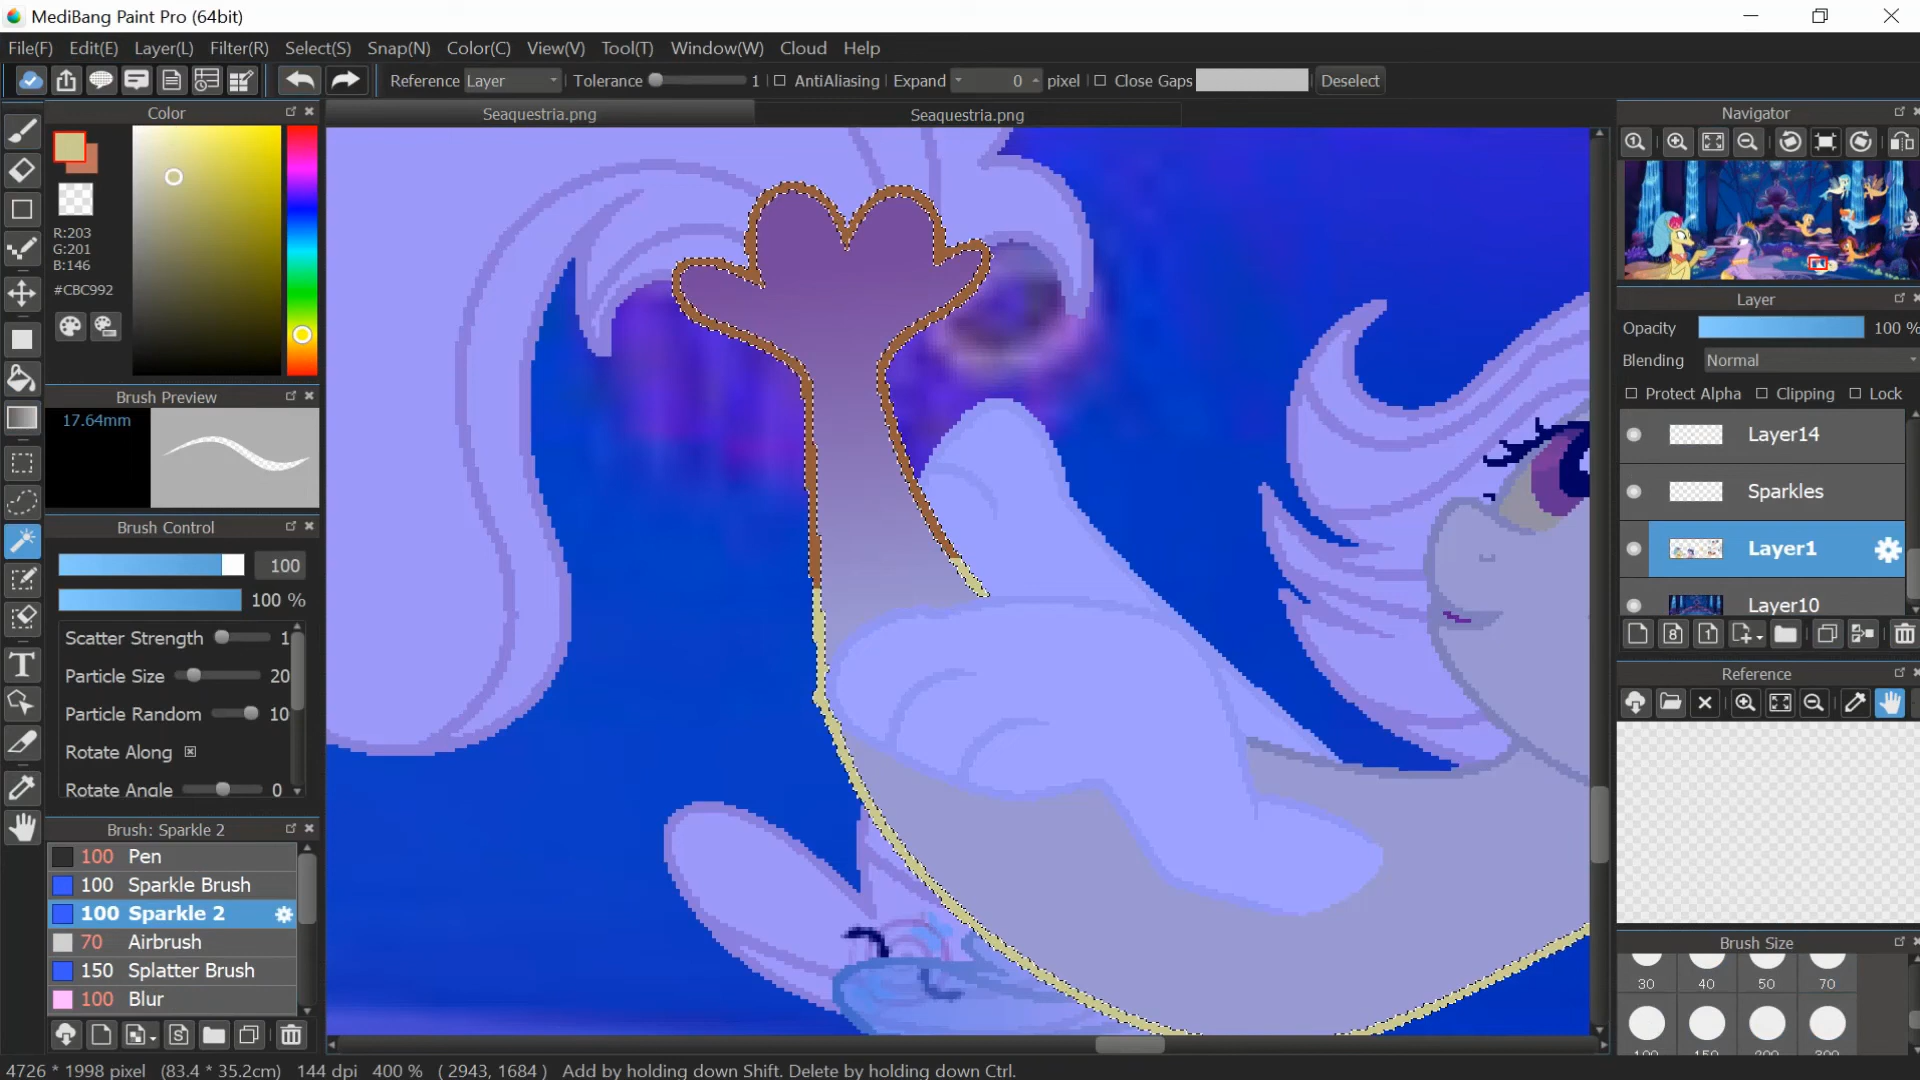 MediBang Paint Pro (64bit)
File(F) Edit(E) Layer(L) Filter(R) Select(S) Snap(N) Color(C) View(V) Tool(T) Window(W) Cloud Help
Reference Layer Tolerance 1 AntiAliasing Expand 0 pixel Close Gaps Deselect
Color
Seaquestria.png
Seaquestria.png
R:203
G:201
B:146
#CBC992
Brush Preview
17.64mm
Brush Control
100
100 %
Scatter Strength 1
Particle Size 20
Particle Random 10
Rotate Along
Rotate Angle 0
Brush: Sparkle 2
100 Pen
100 Sparkle Brush
100 Sparkle 2
70 Airbrush
150 Splatter Brush
100 Blur
Navigator
Layer
Opacity 100 %
Blending Normal
Protect Alpha Clipping Lock
Layer14
Sparkles
Layer1
Layer10
Reference
Brush Size
30 40 50 70
4726 * 1998 pixel (83.4 * 35.2cm) 144 dpi 400 % ( 2943, 1684 ) Add by holding down Shift. Delete by holding down Ctrl.